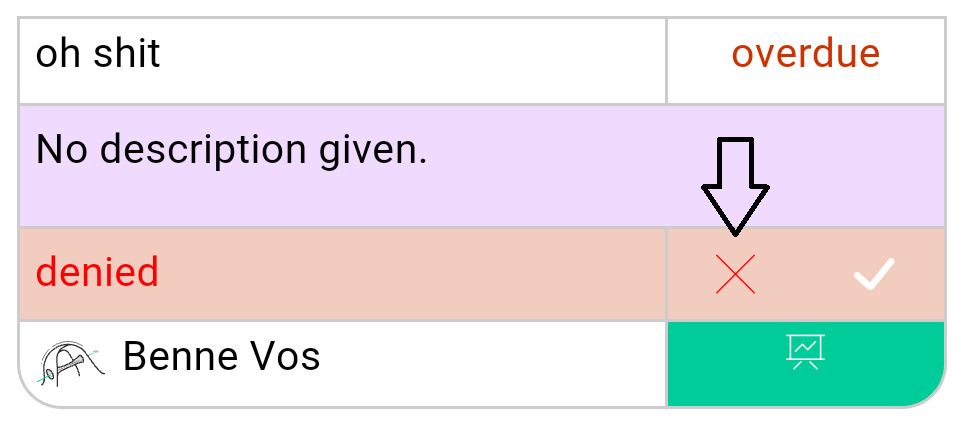 oh shit
overdue
No description given.
denied
Benne Vos